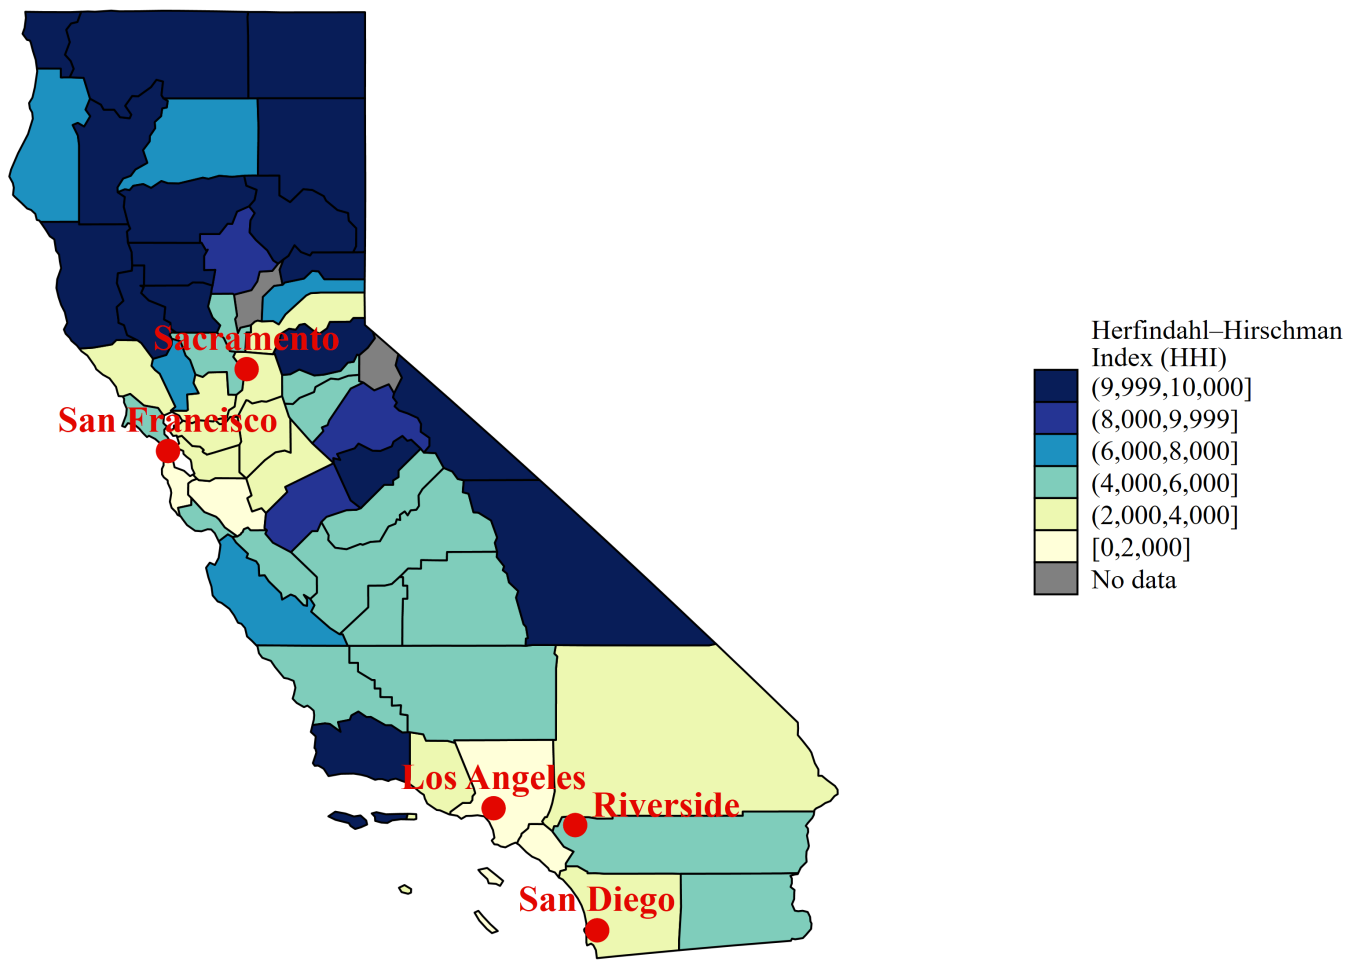 Sacramento
San Francisco
Los Angeles
Riverside
San Diego
Herfindahl–Hirschman
Index (HHI)
(9,999,10,000]
(8,000,9,999]
(6,000,8,000]
(4,000,6,000]
(2,000,4,000]
[0,2,000]
No data